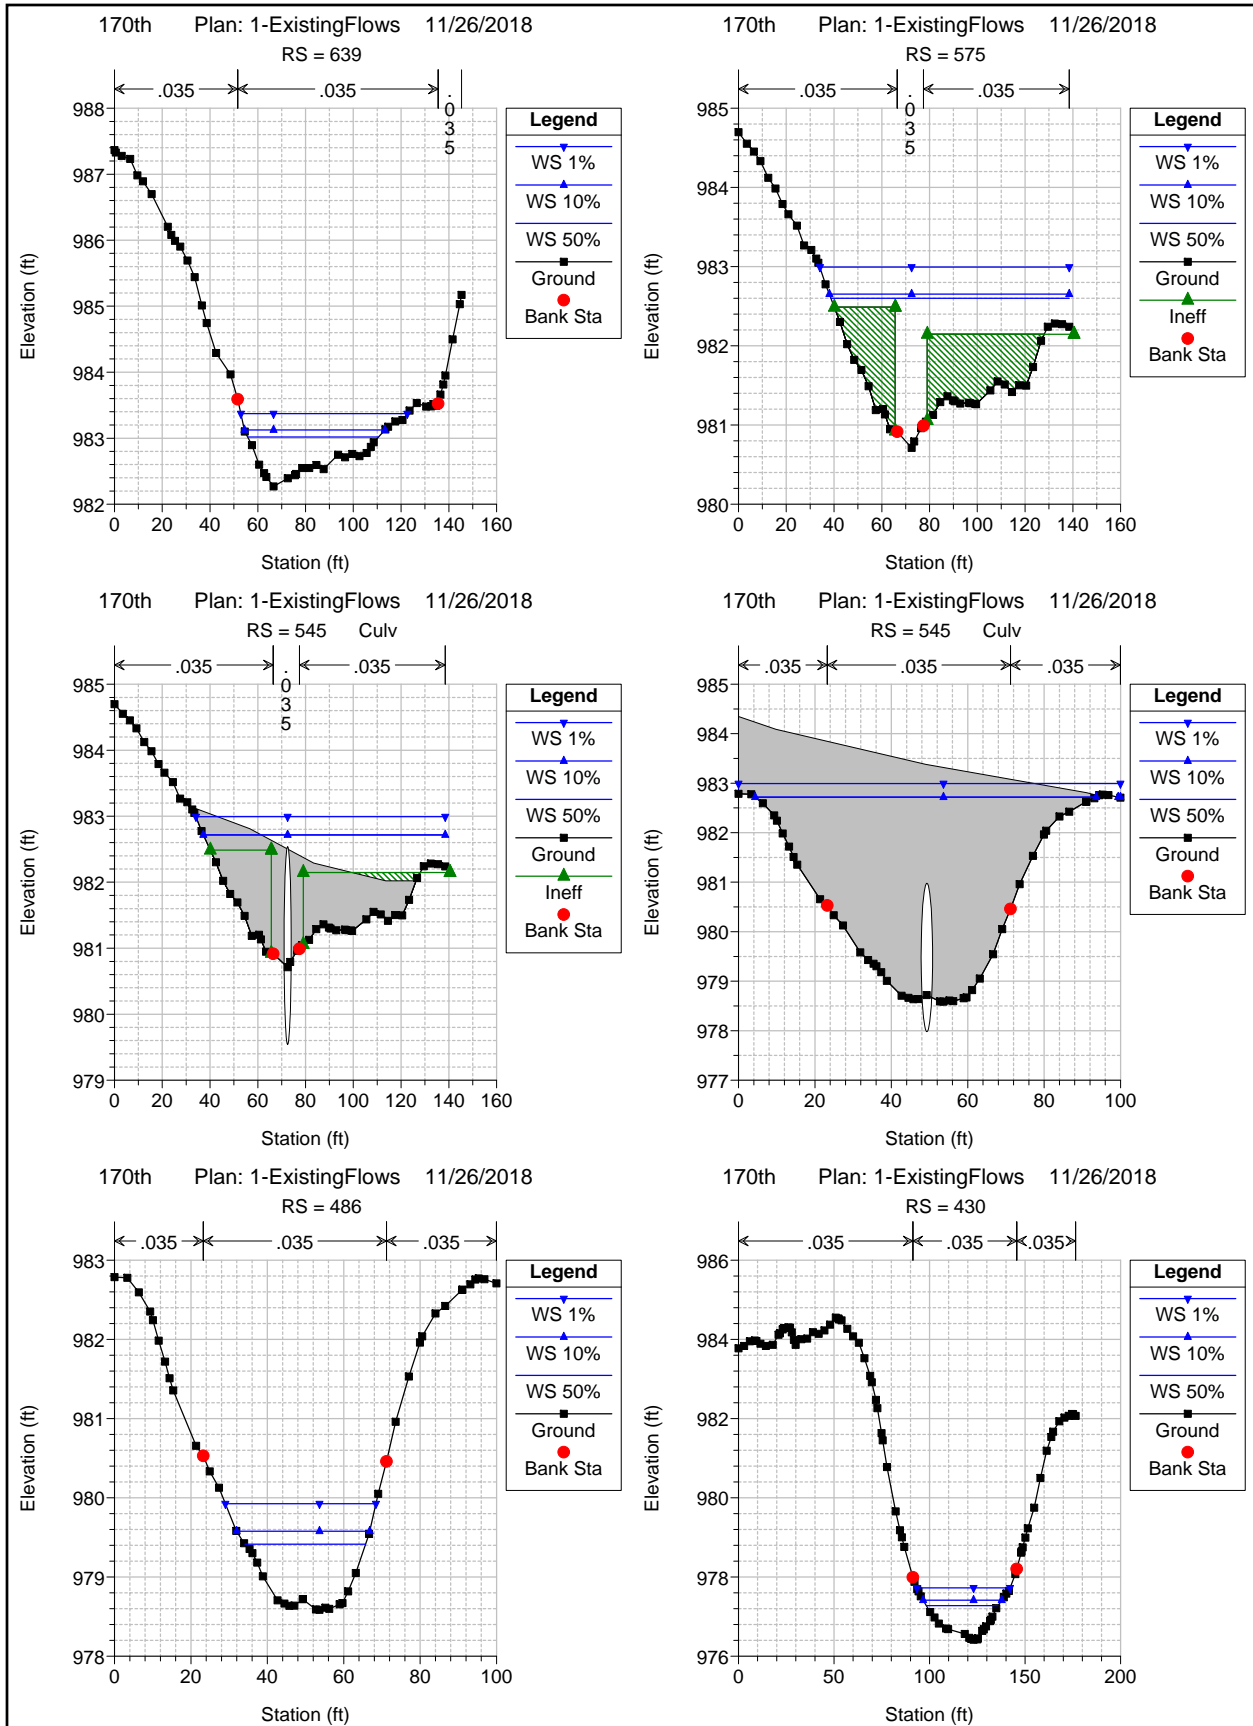 170th Plan: 1-ExistingFlows 11/26/2018
RS = 639
.035 .035 .035
988
987
986
985
984
983
982
0 20 40 60 80 100 120 140 160
Elevation (ft)
Station (ft)
Legend
WS 1%
WS 10%
WS 50%
Ground
Bank Sta
170th Plan: 1-ExistingFlows 11/26/2018
RS = 575
.035 .035 .035
985
984
983
982
981
980
0 20 40 60 80 100 120 140 160
Elevation (ft)
Station (ft)
Legend
WS 1%
WS 10%
WS 50%
Ground
Ineff
Bank Sta
170th Plan: 1-ExistingFlows 11/26/2018
RS = 545 Culv
.035 .035 .035
985
984
983
982
981
980
979
0 20 40 60 80 100 120 140 160
Elevation (ft)
Station (ft)
Legend
WS 1%
WS 10%
WS 50%
Ground
Ineff
Bank Sta
170th Plan: 1-ExistingFlows 11/26/2018
RS = 545 Culv
.035 .035 .035
985
984
983
982
981
980
979
978
977
0 20 40 60 80 100
Elevation (ft)
Station (ft)
Legend
WS 1%
WS 10%
WS 50%
Ground
Bank Sta
170th Plan: 1-ExistingFlows 11/26/2018
RS = 486
.035 .035 .035
983
982
981
980
979
978
0 20 40 60 80 100
Elevation (ft)
Station (ft)
Legend
WS 1%
WS 10%
WS 50%
Ground
Bank Sta
170th Plan: 1-ExistingFlows 11/26/2018
RS = 430
.035 .035 .035
986
984
982
980
978
976
0 50 100 150 200
Elevation (ft)
Station (ft)
Legend
WS 1%
WS 10%
WS 50%
Ground
Bank Sta